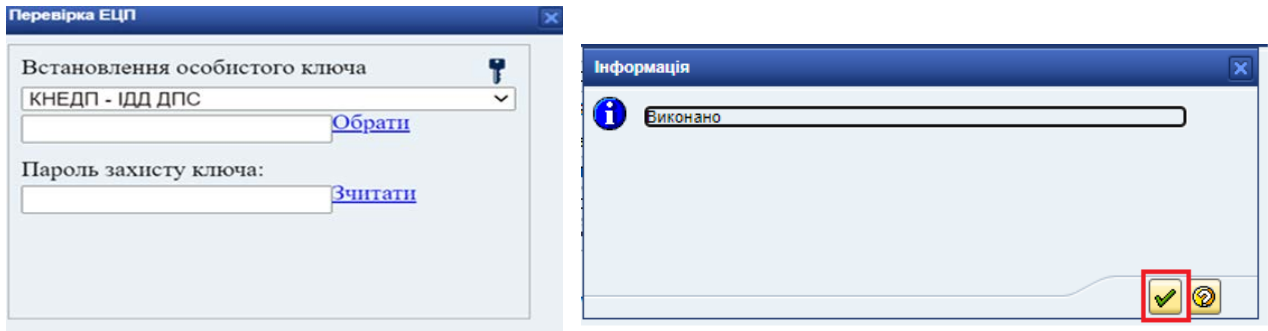 Перевірка ЕЦП
Встановлення особистого ключа
КНЕДП - ІДД ДПС
Обрати
Пароль захисту ключа:
Зчитати
Інформація
Виконано